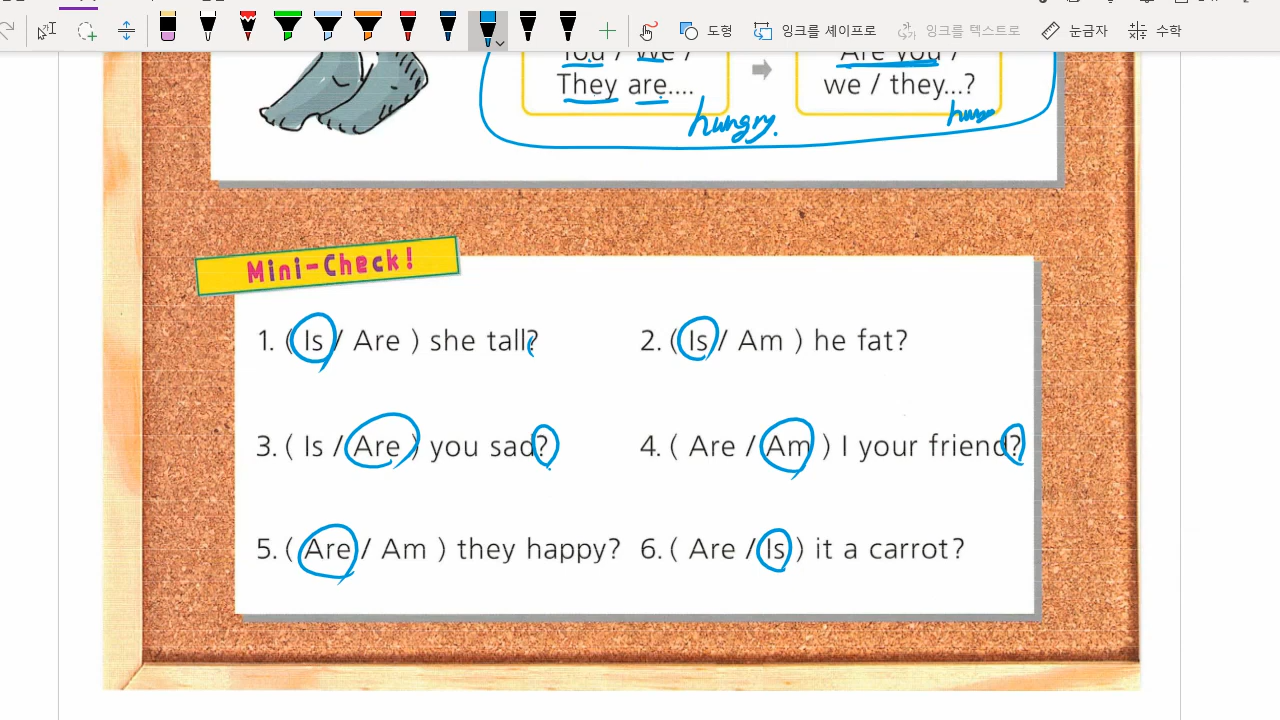 도형
잉크를 셰이프로
잉크를 텍스트로
눈금자
수학
You / We /
They are....
Are you /
we / they...?
hungry.
Mini-Check!
1. ( Is / Are ) she tall?
2. ( Is / Am ) he fat?
3. ( Is / Are ) you sad?
4. ( Are / Am ) I your friend?
5. ( Are / Am ) they happy?
6. ( Are / Is ) it a carrot?